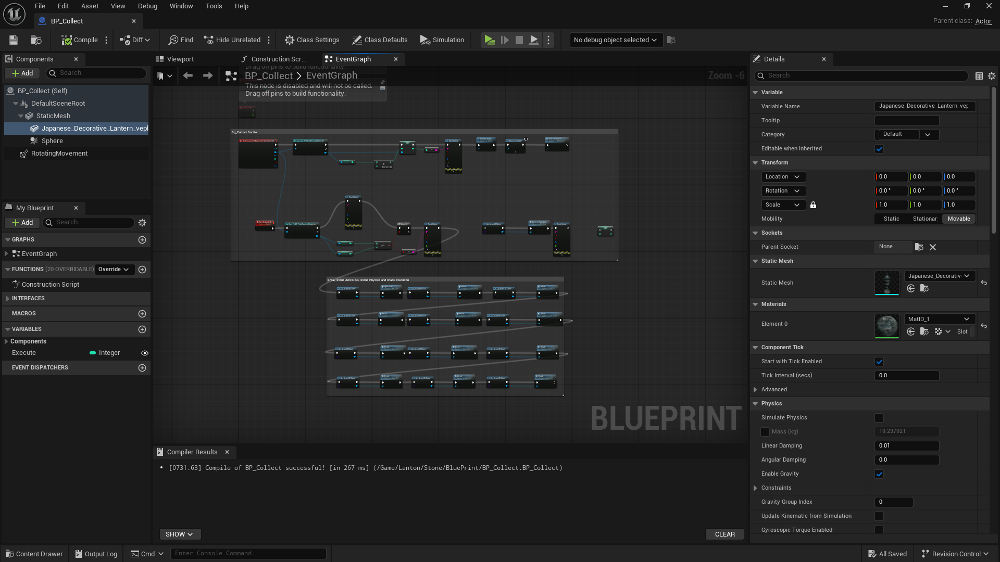 File Edit Asset View Debug Window Tools Help
BP_Collect
Parent class: Actor
Compile Diff Find Hide Unrelated Class Settings Class Defaults Simulation No debug object selected
Components
Add Search
BP_Collect (Self)
DefaultSceneRoot
StaticMesh
Japanese_Decorative_Lantern_vepl
Sphere
RotatingMovement
My Blueprint
Add Search
GRAPHS
EventGraph
FUNCTIONS (20 OVERRIDABLE) Override
Construction Script
INTERFACES
MACROS
VARIABLES
Components
Execute Integer
EVENT DISPATCHERS
Viewport Construction Scr... EventGraph
Drag off pins to build functionality.
BP_Collect > EventGraph
Zoom -6
This node is disabled and will not be called.
Drag off pins to build functionality.
Bp_Collect Section
Break Stone And Block Stone Physics and chaos execution
BLUEPRINT
Compiler Results
[0731.63] Compile of BP_Collect successful! [in 267 ms] (/Game/Lanton/Stone/BluePrint/BP_Collect.BP_Collect)
SHOW
CLEAR
Details
Search
Variable
Variable Name Japanese_Decorative_Lantern_vep
Tooltip
Category Default
Editable when Inherited
Transform
Location 0.0 0.0 0.0
Rotation 0.0 ° 0.0 ° 0.0 °
Scale 1.0 1.0 1.0
Mobility Static Stationar Movable
Sockets
Parent Socket None
Static Mesh
Static Mesh Japanese_Decorativ
Materials
Element 0 MatID_1
Slot
Component Tick
Start with Tick Enabled
Tick Interval (secs) 0.0
Advanced
Physics
Simulate Physics
Mass (kg) 19.237921
Linear Damping 0.01
Angular Damping 0.0
Enable Gravity
Constraints
Gravity Group Index 0
Update Kinematic from Simulation
Gyroscopic Torque Enabled
Content Drawer Output Log Cmd Enter Console Command All Saved Revision Control